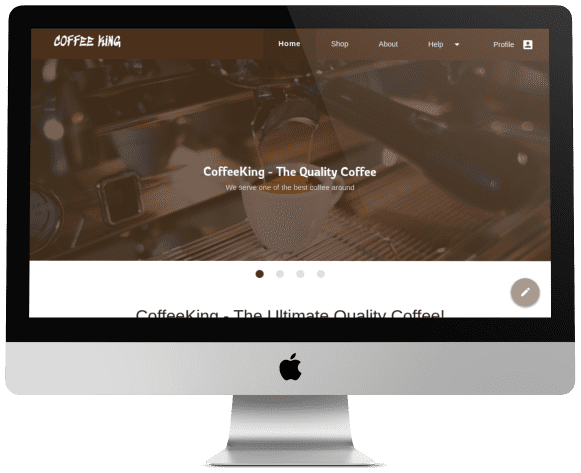 COFFEE KING
Home Shop About Help Profile
CoffeeKing - The Quality Coffee
We serve one of the best coffee around
CoffeeKing - The Ultimate Quality Coffee!